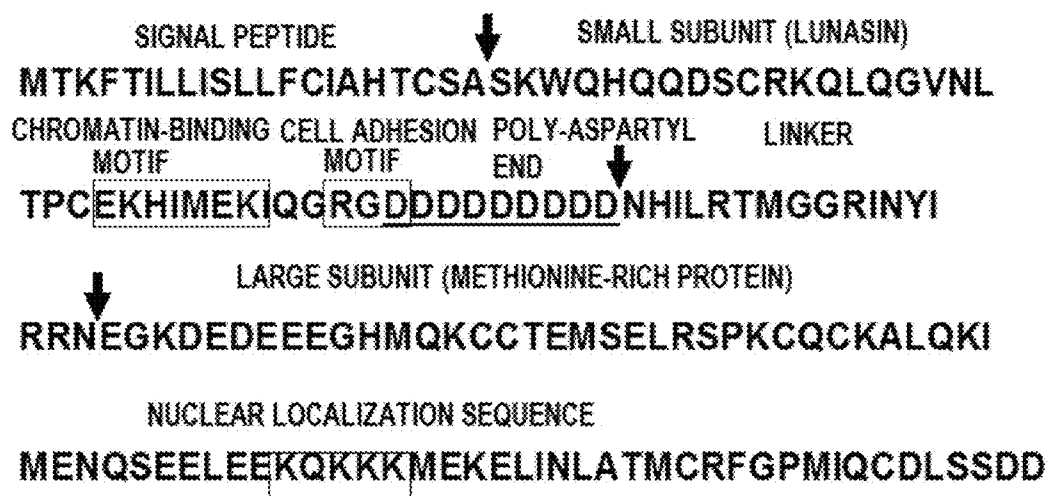 SIGNAL PEPTIDE SMALL SUBUNIT (LUNASIN)
MTKFTILLISLLFCIAHTCSASKWQHQQDSCRKQLQGVNL
CHROMATIN-BINDING CELL ADHESION POLY-ASPARTYL LINKER
MOTIF MOTIF END
TPCEKHIMEKIQGRGDDDDDDDDDNHILRTMGGRINYI
LARGE SUBUNIT (METHIONINE-RICH PROTEIN)
RRNEGKDEDEEEGHMQKCCTEMSELRSPKCQCKALQKI
NUCLEAR LOCALIZATION SEQUENCE
MENQSEELEEKQKKKMEKELINLATMCRFGPMIQCDLSSDD